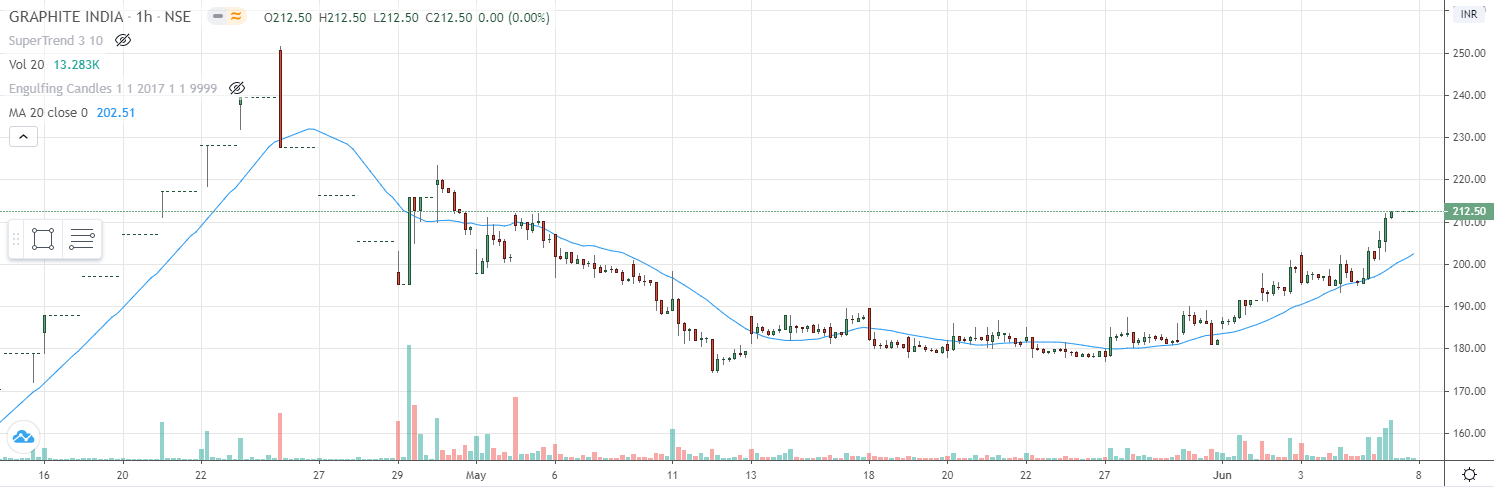 GRAPHITE INDIA · 1h · NSE O212.50 H212.50 L212.50 C212.50 0.00 (0.00%)
INR
SuperTrend 3 10
Vol 20 13.283K
Engulfing Candles 1 1 2017 1 1 9999
MA 20 close 0 202.51
250.00
240.00
230.00
220.00
212.50
210.00
200.00
190.00
180.00
170.00
160.00
16 20 22 27 29 May 6 11 13 18 20 22 27 Jun 3 8